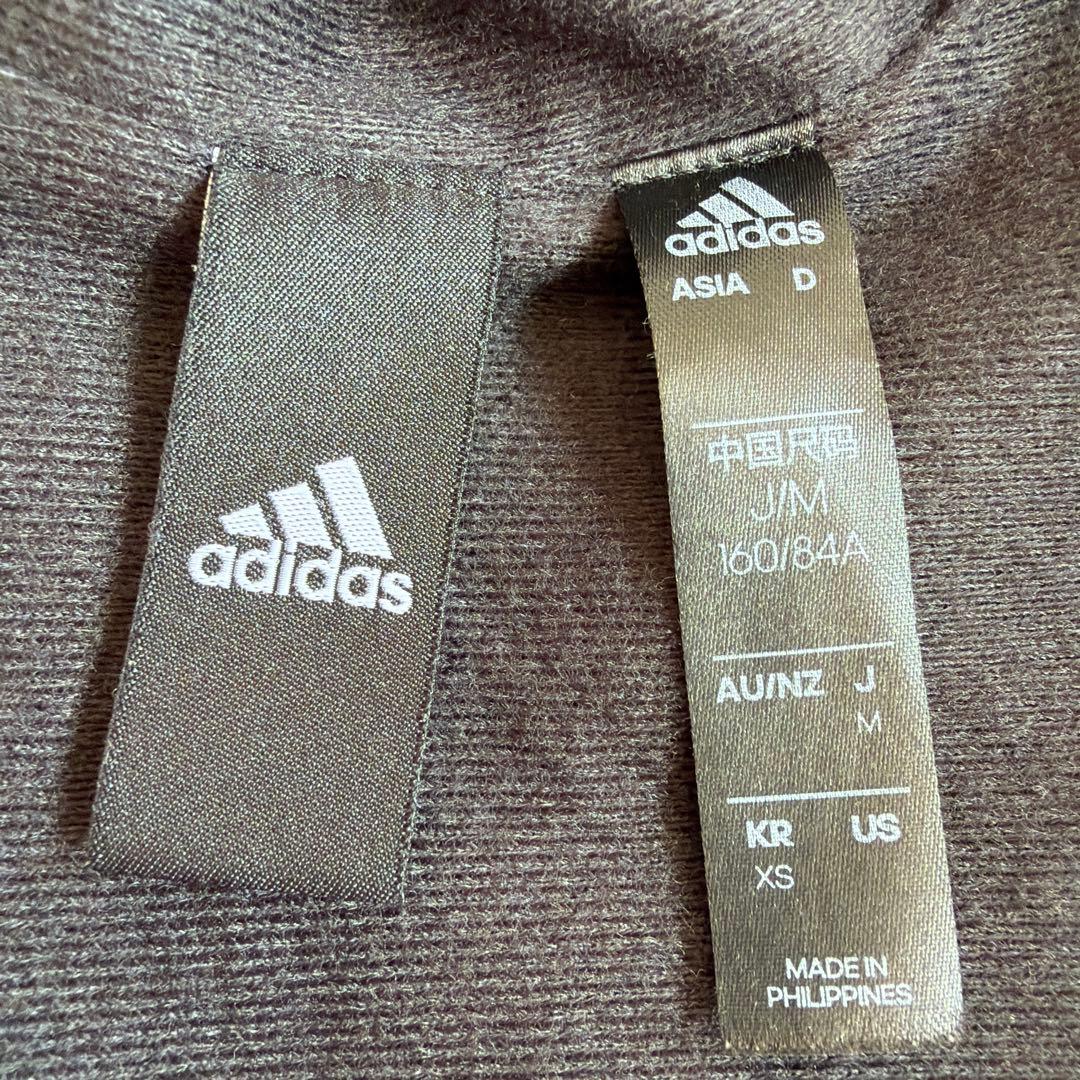 adidas
adidas
ASIA D
中国尺码
J/M
160/84A
AU/NZ J
M
KR US
XS
MADE IN
PHILIPPINES